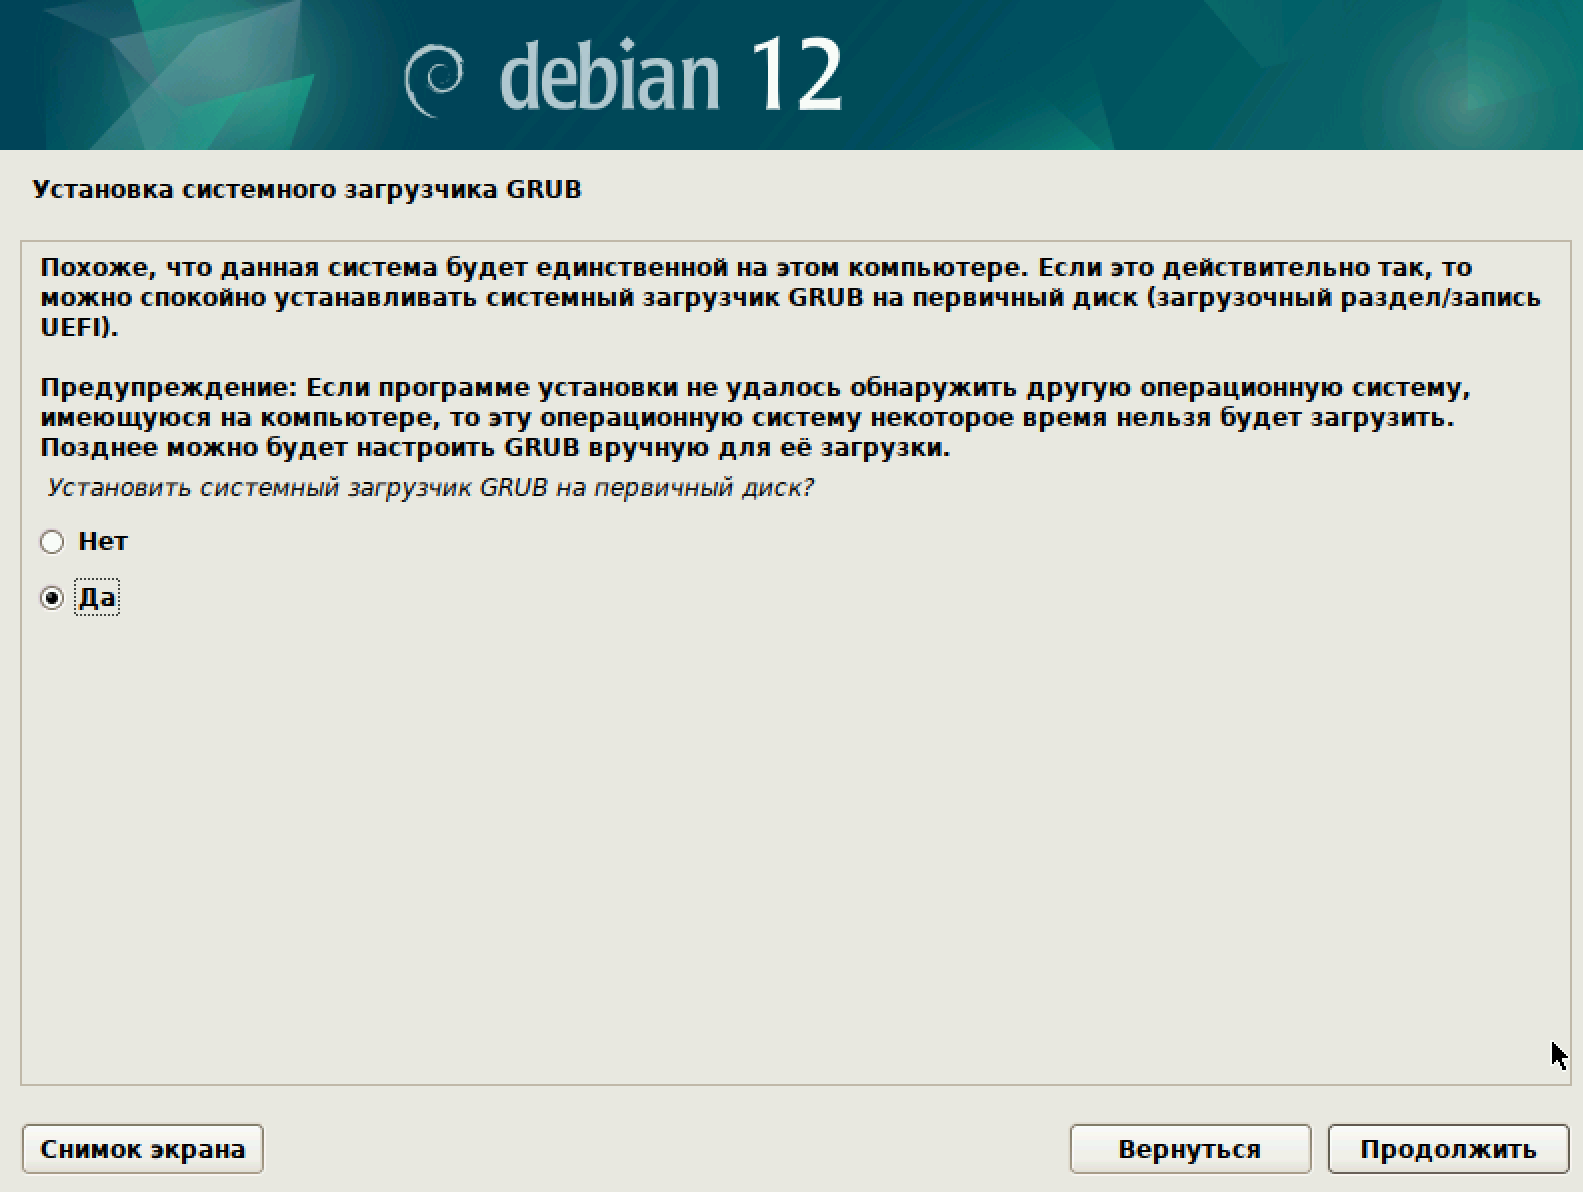 debian 12
Установка системного загрузчика GRUB
Похоже, что данная система будет единственной на этом компьютере. Если это действительно так, то
можно спокойно устанавливать системный загрузчик GRUB на первичный диск (загрузочный раздел/запись
UEFI).
Предупреждение: Если программе установки не удалось обнаружить другую операционную систему,
имеющуюся на компьютере, то эту операционную систему некоторое время нельзя будет загрузить.
Позднее можно будет настроить GRUB вручную для её загрузки.
Установить системный загрузчик GRUB на первичный диск?
Нет
Да
Снимок экрана
Вернуться
Продолжить